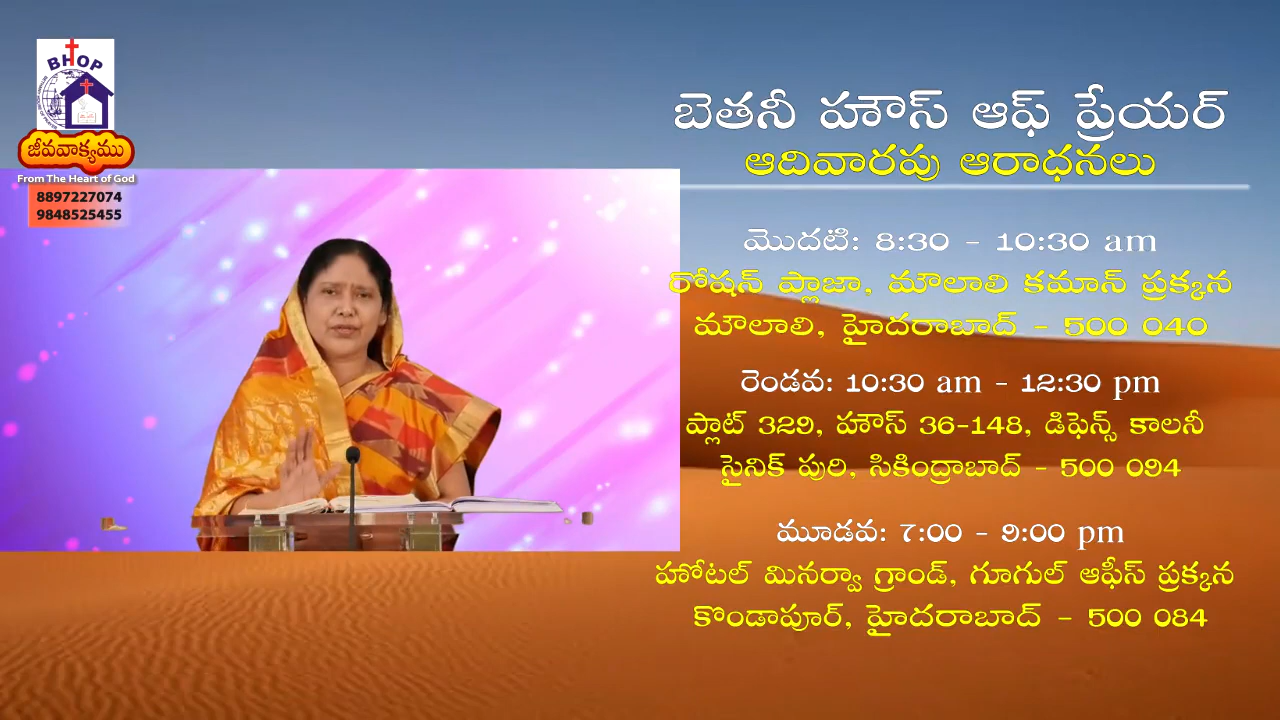 BHOP
జీవవాక్యము
From The Heart of God
8897227074
9848525455
బెతనీ హౌస్ ఆఫ్ ప్రేయర్
ఆదివారపు ఆరాధనలు
మొదటి: 8:30 - 10:30 am
రోషన్ ప్లాజా, మౌలాలి కమాన్ ప్రక్కన
మౌలాలి, హైదరాబాద్ - 500 040
రెండవ: 10:30 am - 12:30 pm
ప్లాట్ 329, హౌస్ 36-148, డిఫెన్స్ కాలనీ
సైనిక్ పురి, సికింద్రాబాద్ - 500 094
మూడవ: 7:00 - 9:00 pm
హోటల్ మినర్వా గ్రాండ్, గూగుల్ ఆఫీస్ ప్రక్కన
కొండాపూర్, హైదరాబాద్ - 500 084